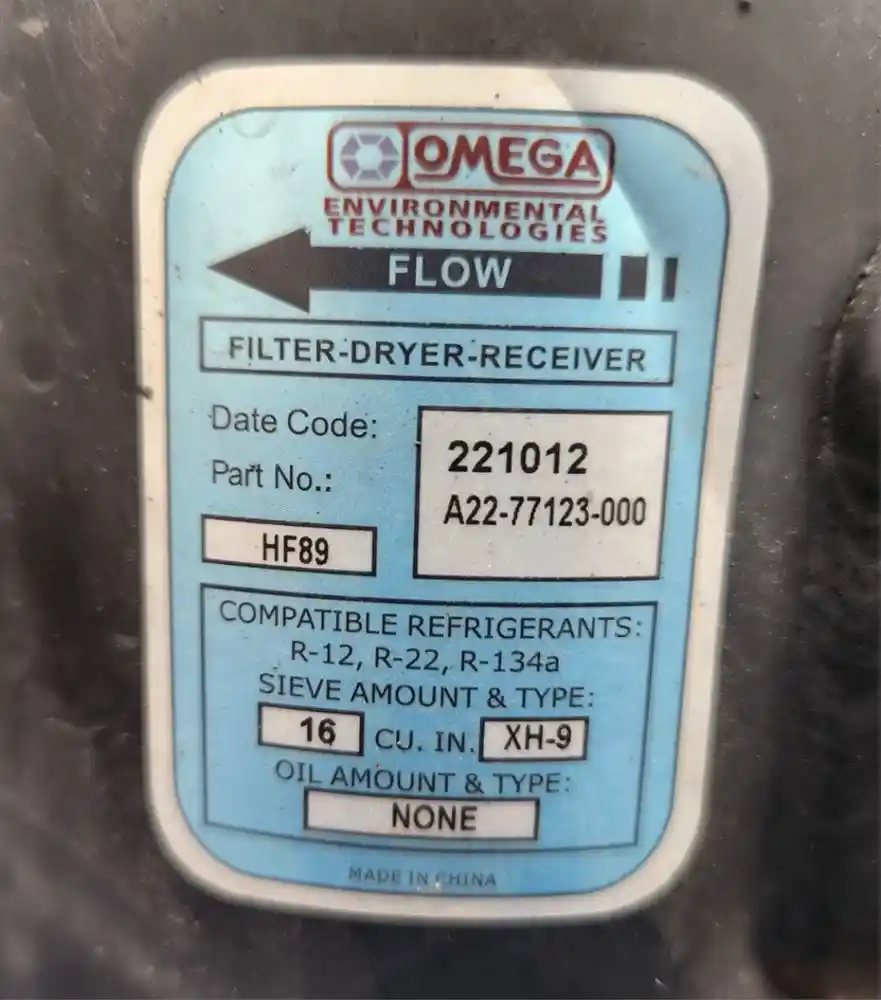 OMEGA
ENVIRONMENTAL
TECHNOLOGIES
FLOW
FILTER-DRYER-RECEIVER
Date Code:
221012
Part No.:
A22-77123-000
HF89
COMPATIBLE REFRIGERANTS:
R-12, R-22, R-134a
SIEVE AMOUNT & TYPE:
16 CU. IN. XH-9
OIL AMOUNT & TYPE:
NONE
MADE IN CHINA